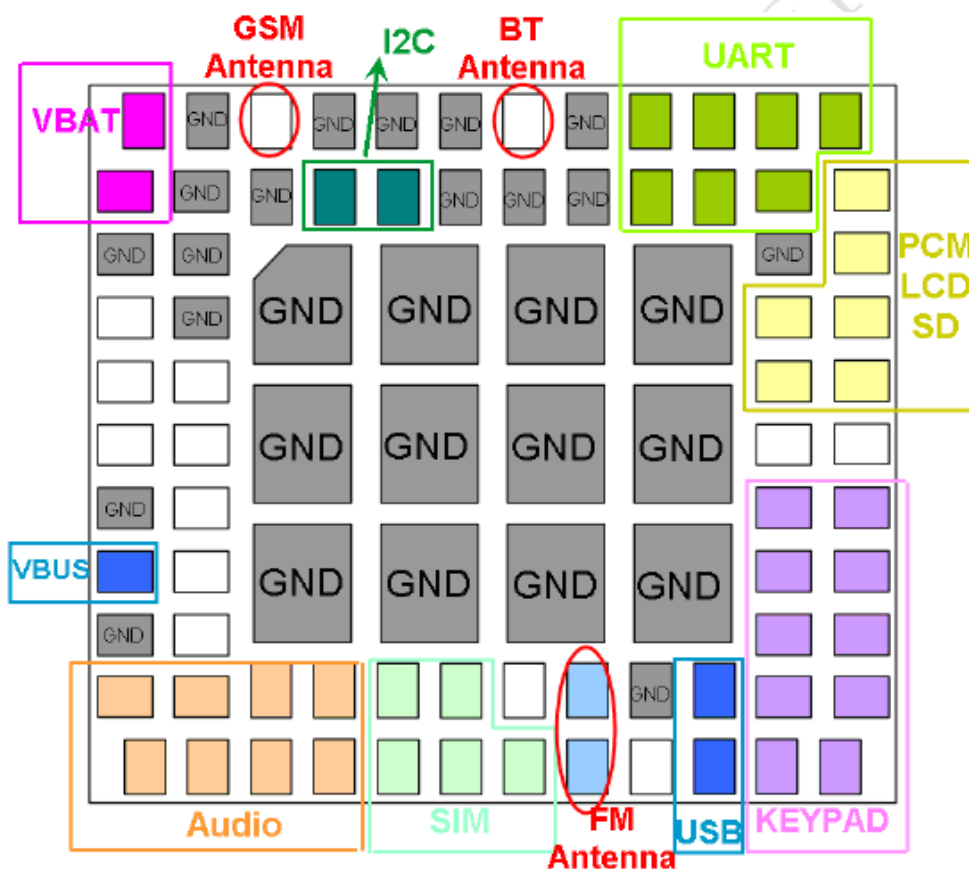 GSM
Antenna
I2C
BT
Antenna
UART
VBAT
GND
GND
GND
GND
GND
GND
GND
GND
GND
GND
GND
GND
GND
GND
PCM
LCD
SD
GND
GND
GND
GND
GND
GND
GND
GND
GND
GND
VBUS
GND
GND
GND
GND
GND
GND
Audio
SIM
FM
Antenna
USB
KEYPAD